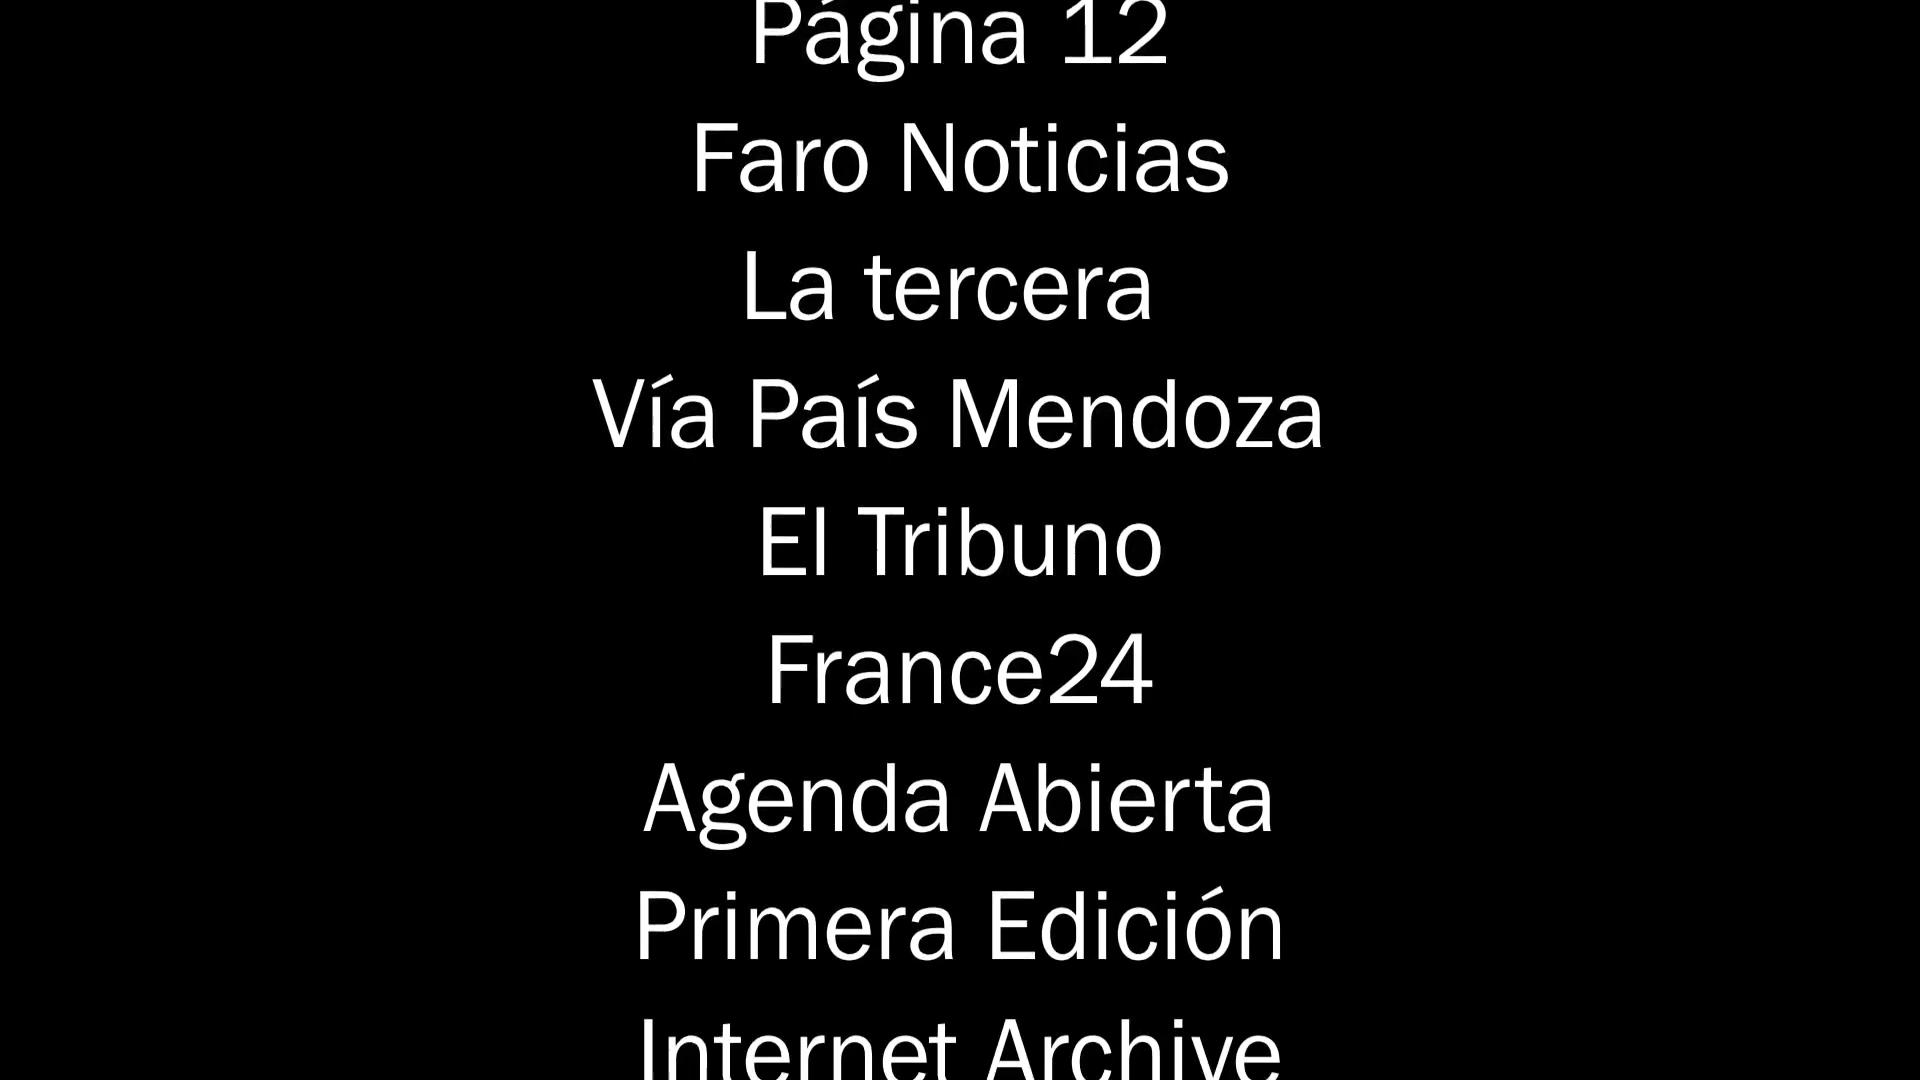 Página 12
Faro Noticias
La tercera
Vía País Mendoza
El Tribuno
France24
Agenda Abierta
Primera Edición
Internet Archive